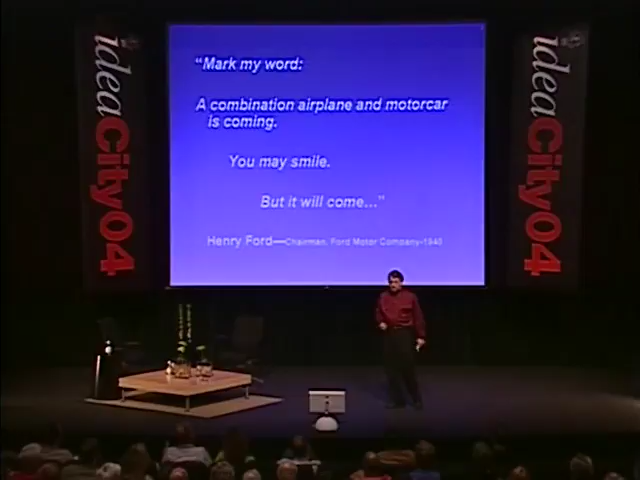 "Mark my word:
A combination airplane and motorcar
is coming.
You may smile.
But it will come..."
Henry Ford—Chairman, Ford Motor Company-1940
ideaCity04
ideaCity04